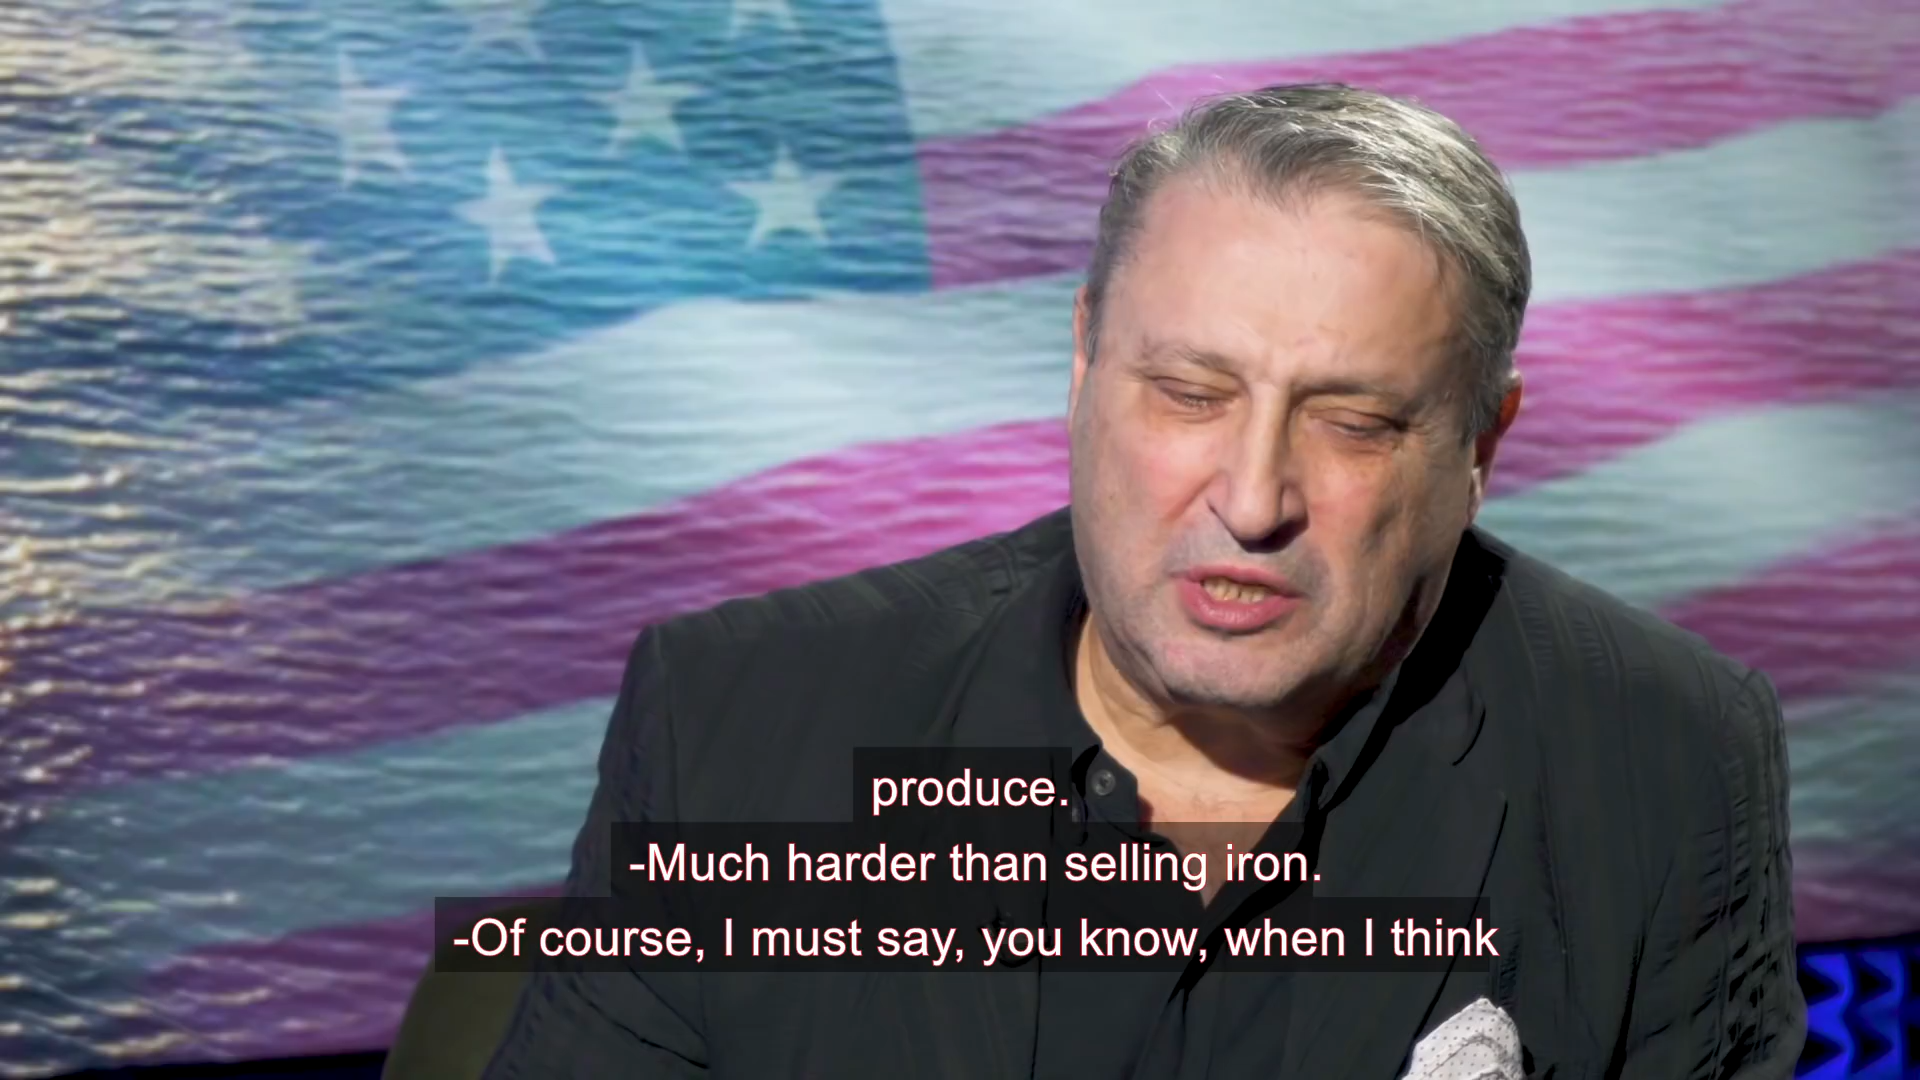 produce.
-Much harder than selling iron.
-Of course, I must say, you know, when I think